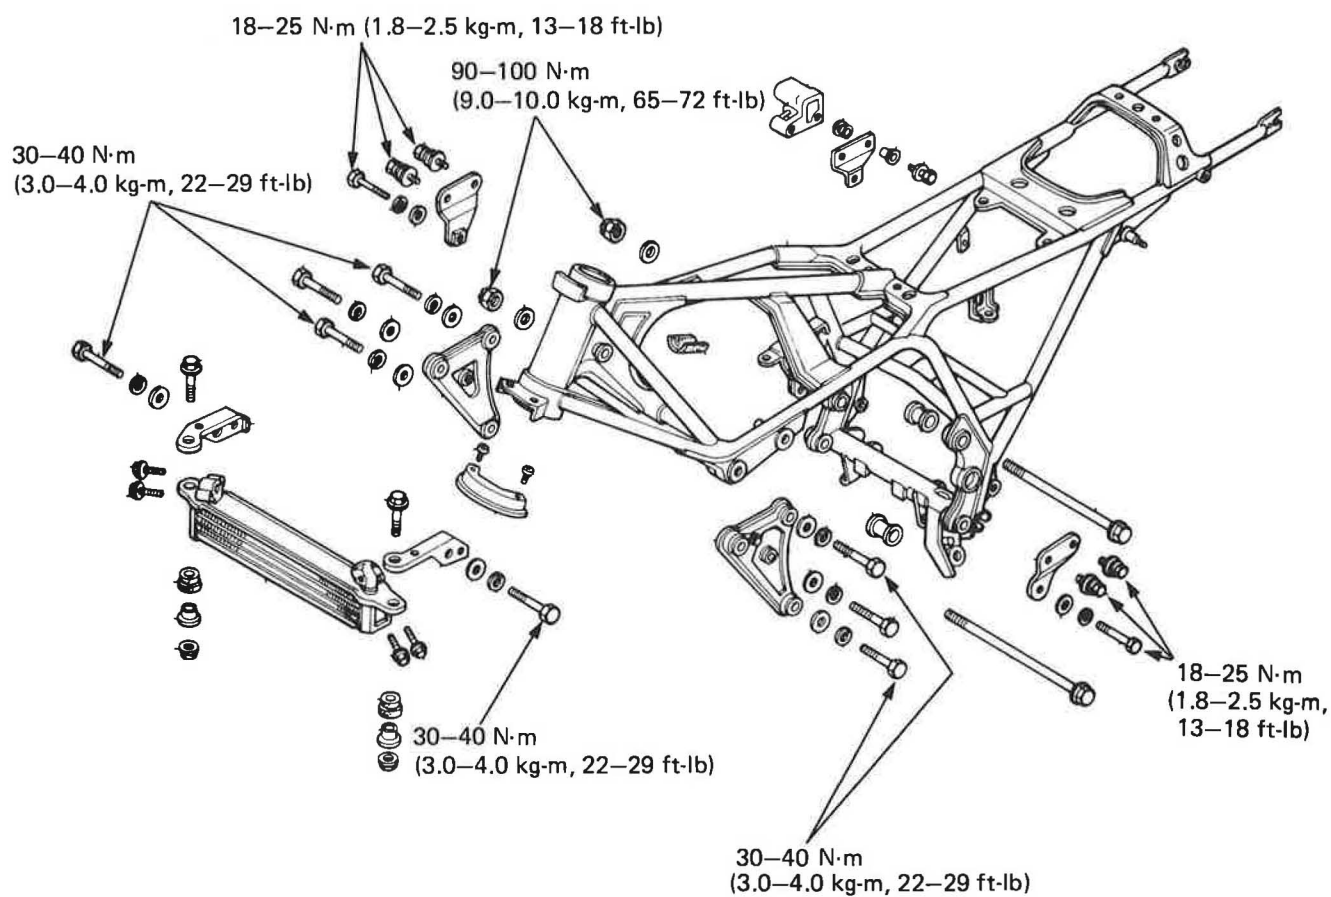 18–25 N·m (1.8–2.5 kg-m, 13–18 ft-lb)
90–100 N·m
(9.0–10.0 kg-m, 65–72 ft-lb)
30–40 N·m
(3.0–4.0 kg-m, 22–29 ft-lb)
18–25 N·m
(1.8–2.5 kg-m,
13–18 ft-lb)
30–40 N·m
(3.0–4.0 kg-m, 22–29 ft-lb)
30–40 N·m
(3.0–4.0 kg-m, 22–29 ft-lb)